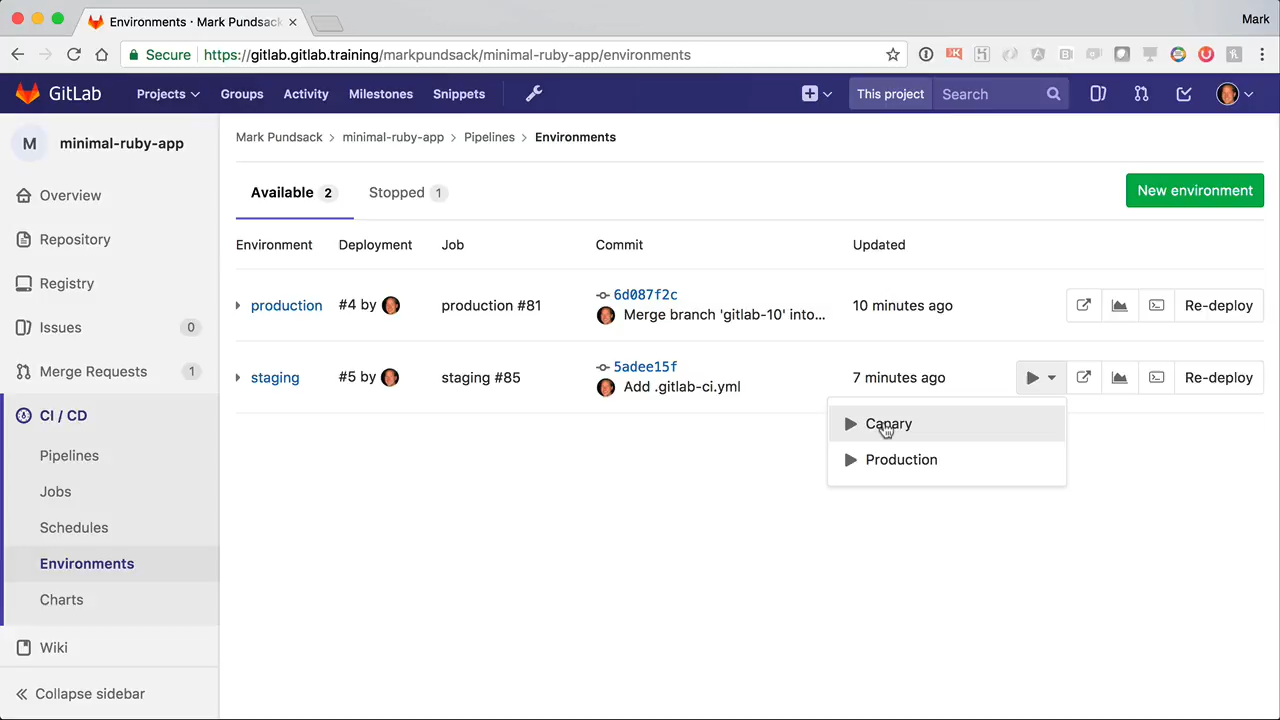 Environments · Mark Pundsac
Mark
Secure https://gitlab.gitlab.training/markpundsack/minimal-ruby-app/environments
GitLab Projects Groups Activity Milestones Snippets This project Search
M minimal-ruby-app
Overview
Repository
Registry
Issues 0
Merge Requests 1
CI / CD
Pipelines
Jobs
Schedules
Environments
Charts
Wiki
Collapse sidebar
Mark Pundsack > minimal-ruby-app > Pipelines > Environments
Available 2 Stopped 1 New environment
Environment Deployment Job Commit Updated
production #4 by production #81 6d087f2c 10 minutes ago Re-deploy
Merge branch 'gitlab-10' into...
staging #5 by staging #85 5adee15f 7 minutes ago Re-deploy
Add .gitlab-ci.yml
Canary
Production